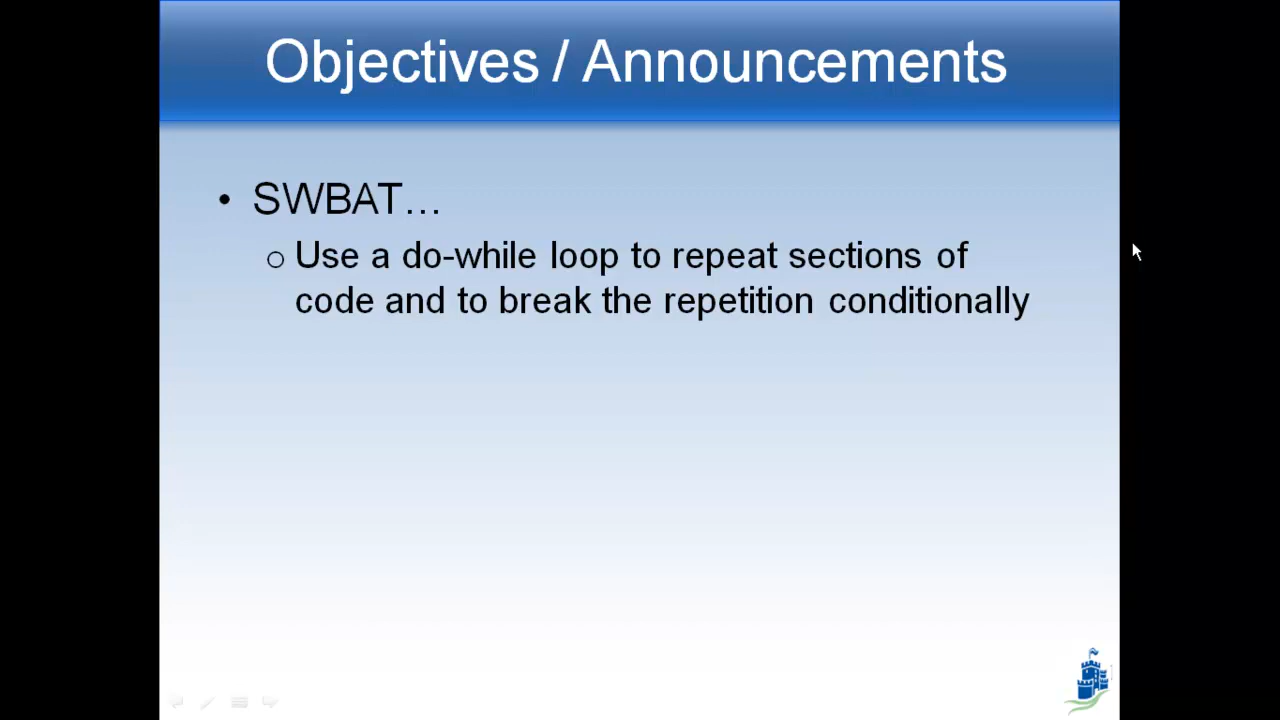 Objectives / Announcements
• SWBAT…
o Use a do-while loop to repeat sections of
code and to break the repetition conditionally